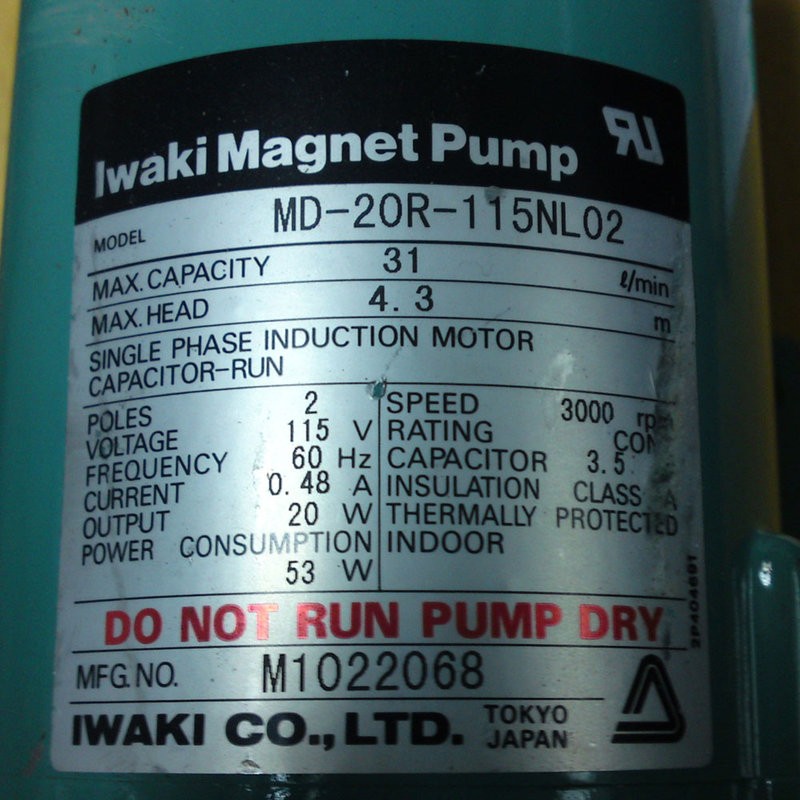 Iwaki Magnet Pump
MODEL MD-20R-115NL02
MAX. CAPACITY 31 ℓ/min
MAX. HEAD 4.3 m
SINGLE PHASE INDUCTION MOTOR
CAPACITOR-RUN
POLES 2
VOLTAGE 115 V
FREQUENCY 60 Hz
CURRENT 0.48 A
OUTPUT 20 W
POWER CONSUMPTION
53 W
SPEED 3000 rpm
RATING
CAPACITOR 3.5
INSULATION CLASS A
THERMALLY PROTECTED
INDOOR
DO NOT RUN PUMP DRY
MFG. NO. M1022068
IWAKI CO., LTD. TOKYO
JAPAN